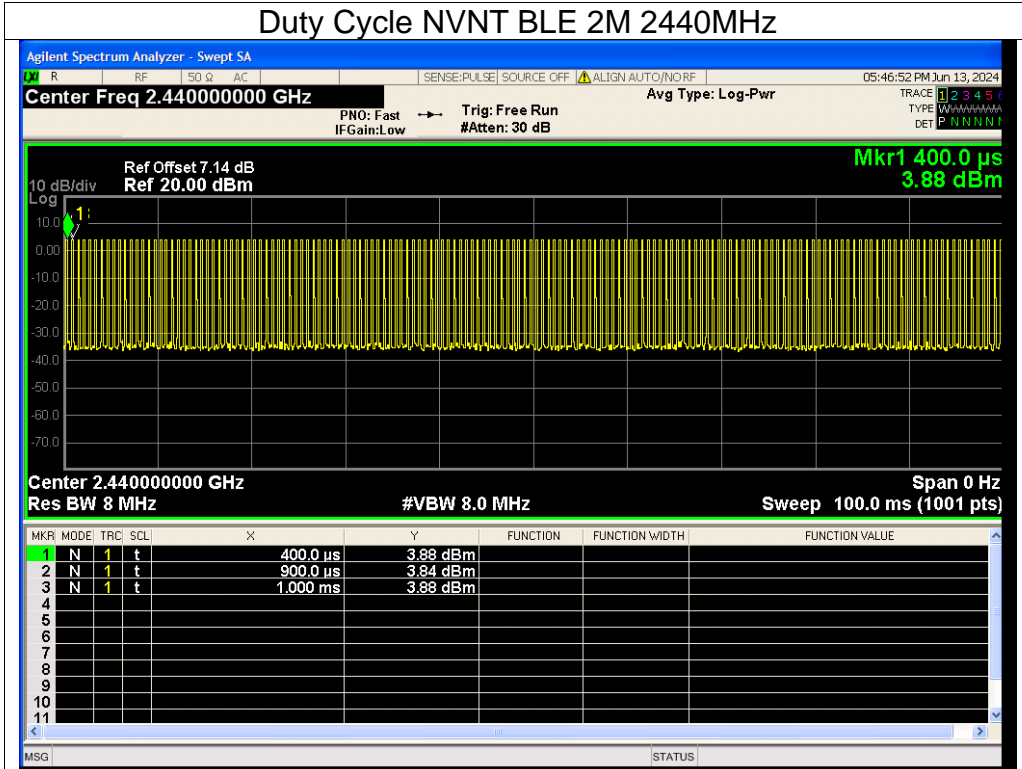 Duty Cycle NVNT BLE 2M 2440MHz
Agilent Spectrum Analyzer - Swept SA
LXI R RF 50 Ω AC SENSE:PULSE SOURCE OFF ALIGN AUTO/NO RF 05:46:52 PM Jun 13, 2024
Center Freq 2.440000000 GHz
PNO: Fast
IFGain:Low
Trig: Free Run
#Atten: 30 dB
Avg Type: Log-Pwr
TRACE 1 2 3 4 5 6
TYPE
DET P N N N N N
Mkr1 400.0 µs
3.88 dBm
Ref Offset 7.14 dB
10 dB/div Ref 20.00 dBm
Log
1
10.0
0.00
-10.0
-20.0
-30.0
-40.0
-50.0
-60.0
-70.0
Center 2.440000000 GHz Span 0 Hz
Res BW 8 MHz #VBW 8.0 MHz Sweep 100.0 ms (1001 pts)
MKR MODE TRC SCL X Y FUNCTION FUNCTION WIDTH FUNCTION VALUE
1 N 1 t 400.0 µs 3.88 dBm
2 N 1 t 900.0 µs 3.84 dBm
3 N 1 t 1.000 ms 3.88 dBm
4
5
6
7
8
9
10
11
MSG STATUS